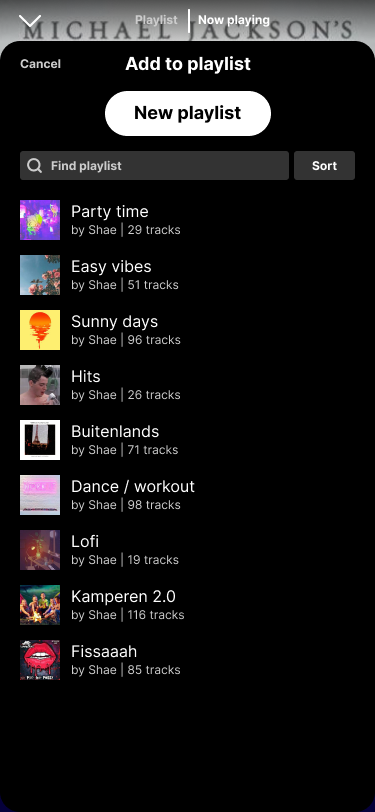 Playlist | Now playing
MICHAEL JACKSON'S
Cancel
Add to playlist
New playlist
Find playlist
Sort
Party time
by Shae | 29 tracks
Easy vibes
by Shae | 51 tracks
Sunny days
by Shae | 96 tracks
Hits
by Shae | 26 tracks
Buitenlands
by Shae | 71 tracks
Dance / workout
by Shae | 98 tracks
Lofi
by Shae | 19 tracks
Kamperen 2.0
by Shae | 116 tracks
Fissaaah
by Shae | 85 tracks